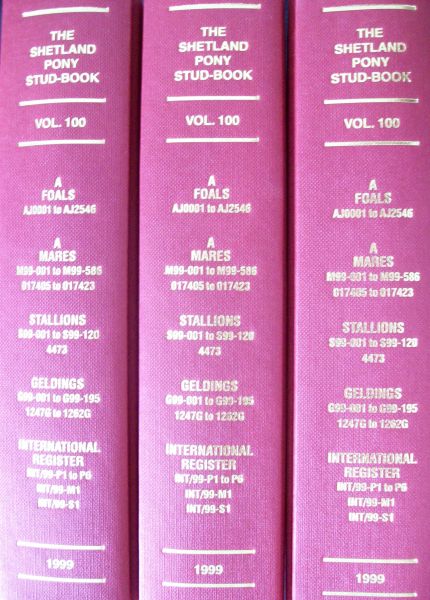 THE
SHETLAND
PONY
STUD-BOOK
VOL. 100
A
FOALS
AJ0001 to AJ2546
A
MARES
M99-001 to M99-586
017405 to 017423
STALLIONS
S99-001 to S99-120
4473
GELDINGS
G99-001 to G99-195
1247G to 1262G
INTERNATIONAL
REGISTER
INT/99-P1 to P6
INT/99-M1
INT/99-S1
1999
THE
SHETLAND
PONY
STUD-BOOK
VOL. 100
A
FOALS
AJ0001 to AJ2546
A
MARES
M99-001 to M99-586
017405 to 017423
STALLIONS
S99-001 to S99-120
4473
GELDINGS
G99-001 to G99-195
1247G to 1262G
INTERNATIONAL
REGISTER
INT/99-P1 to P6
INT/99-M1
INT/99-S1
1999
THE
SHETLAND
PONY
STUD-BOOK
VOL. 100
A
FOALS
AJ0001 to AJ2546
A
MARES
M99-001 to M99-586
017405 to 017423
STALLIONS
S99-001 to S99-120
4473
GELDINGS
G99-001 to G99-195
1247G to 1262G
INTERNATIONAL
REGISTER
INT/99-P1 to P6
INT/99-M1
INT/99-S1
1999